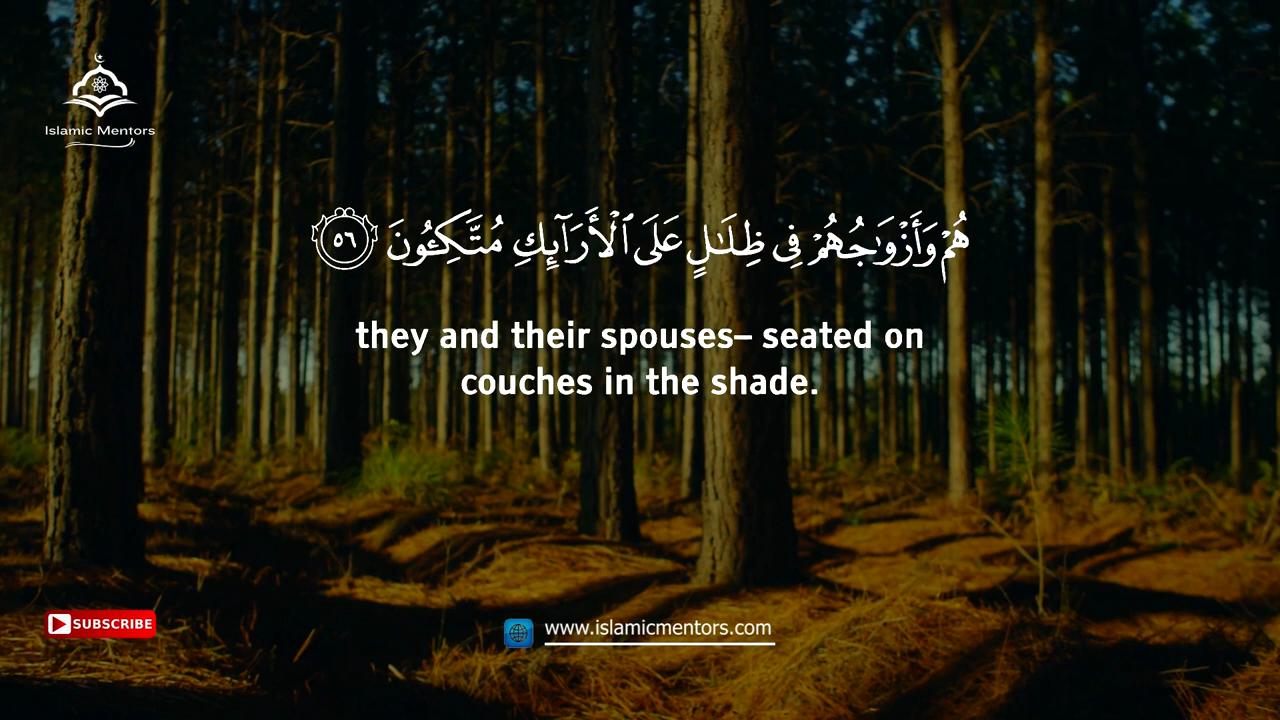 Islamic Mentors
هُمْ وَأَزْوَٰجُهُمْ فِى ظِلَـٰلٍ عَلَى ٱلْأَرَآئِكِ مُتَّكِـُٔونَ ٥٦
they and their spouses– seated on
couches in the shade.
SUBSCRIBE
www.islamicmentors.com